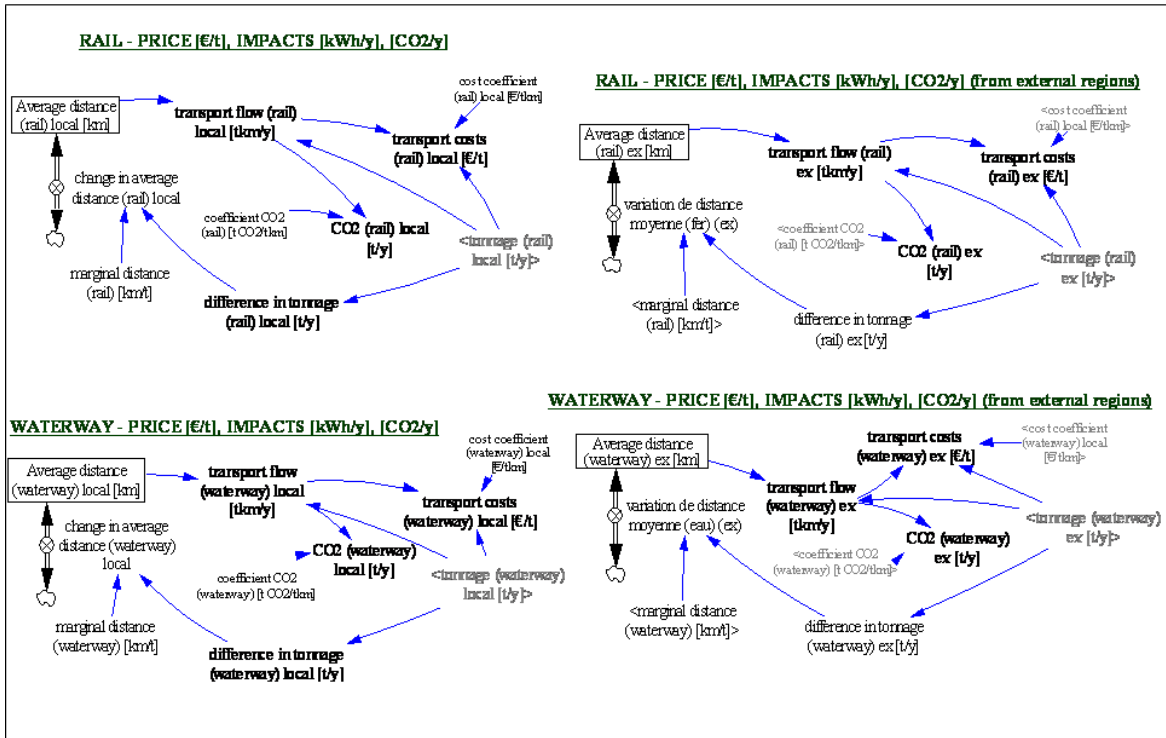 RAIL - PRICE [€/t], IMPACTS [kWh/y], [CO2/y]
cost coefficient
(rail) local [€/tkm]
Average distance
(rail) local [km]
transport flow (rail)
local [tkm/y]
transport costs
(rail) local [€/t]
change in average
distance (rail) local
coefficient CO2
(rail) [t CO2/tkm]
CO2 (rail) local
[t/y]
<tonnage (rail)
local [t/y]>
marginal distance
(rail) [km/t]
difference in tonnage
(rail) local [t/y]
RAIL - PRICE [€/t], IMPACTS [kWh/y], [CO2/y] (from external regions)
<cost coefficient
(rail) local [€/tkm]>
Average distance
(rail) ex [km]
transport flow (rail)
ex [tkm/y]
transport costs
(rail) ex [€/t]
variation de distance
moyenne (fer) (ex)
<coefficient CO2
(rail) [t CO2/tkm]>
CO2 (rail) ex
[t/y]
<tonnage (rail)
ex [t/y]>
<marginal distance
(rail) [km/t]>
difference in tonnage
(rail) ex [t/y]
WATERWAY - PRICE [€/t], IMPACTS [kWh/y], [CO2/y]
cost coefficient
(waterway) local
[€/tkm]
Average distance
(waterway) local [km]
transport flow
(waterway) local
[tkm/y]
transport costs
(waterway) local [€/t]
change in average
distance (waterway)
local
CO2 (waterway)
local [t/y]
coefficient CO2
(waterway) [t CO2/tkm]
<tonnage (waterway)
local [t/y]>
marginal distance
(waterway) [km/t]
difference in tonnage
(waterway) local [t/y]
WATERWAY - PRICE [€/t], IMPACTS [kWh/y], [CO2/y] (from external regions)
transport costs
(waterway) ex [€/t]
<cost coefficient
(waterway) local
[€/tkm]>
Average distance
(waterway) ex [km]
transport flow
(waterway) ex
[tkm/y]
variation de distance
moyenne (eau) (ex)
<tonnage (waterway)
ex [t/y]>
CO2 (waterway)
ex [t/y]
<coefficient CO2
(waterway) [t CO2/tkm]>
<marginal distance
(waterway) [km/t]>
difference in tonnage
(waterway) ex [t/y]